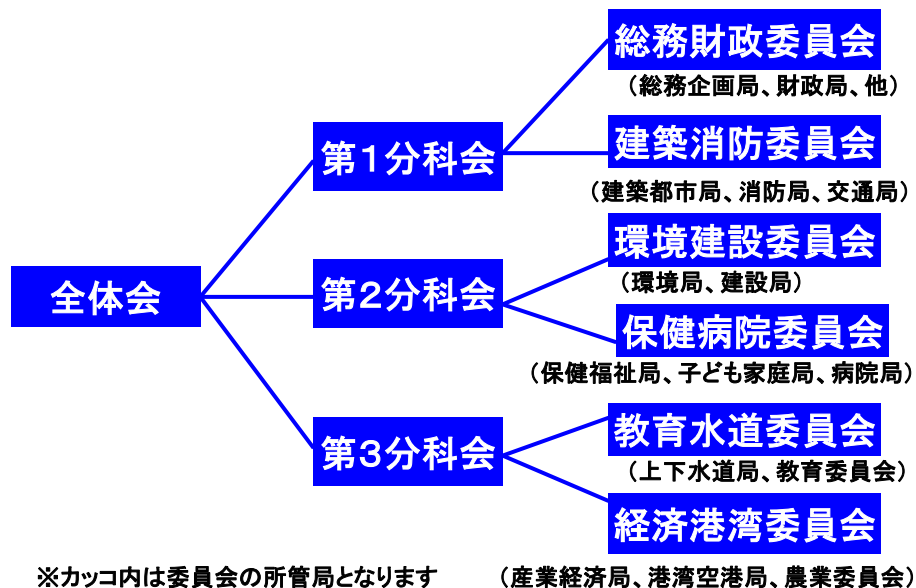 総務財政委員会
（総務企画局、財政局、他）
第１分科会
建築消防委員会
（建築都市局、消防局、交通局）
環境建設委員会
（環境局、建設局）
全体会
第２分科会
保健病院委員会
（保健福祉局、子ども家庭局、病院局）
教育水道委員会
（上下水道局、教育委員会）
第３分科会
経済港湾委員会
（産業経済局、港湾空港局、農業委員会）
※カッコ内は委員会の所管局となります